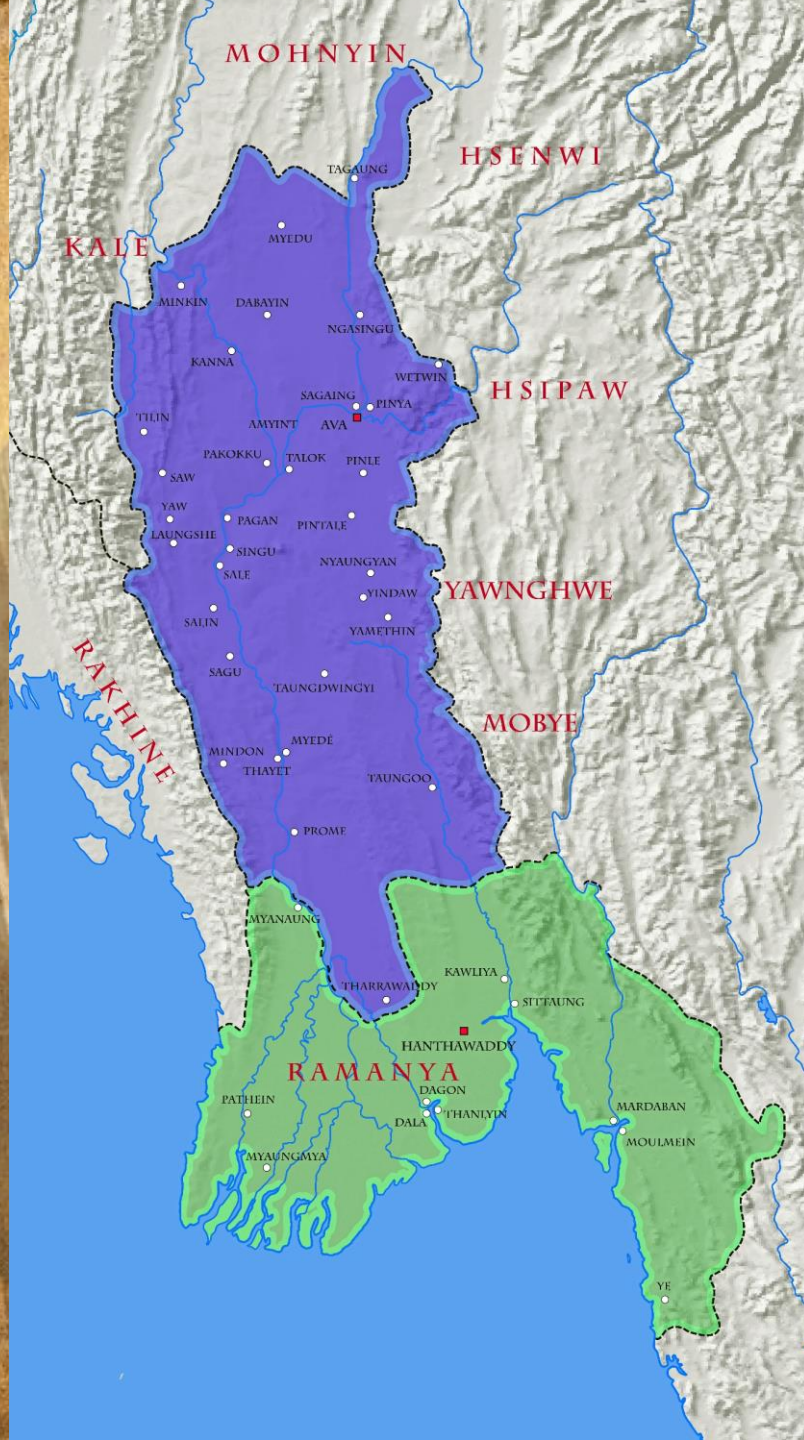 MOHNYIN
HSENWI
TAGAUNG
MYEDU
KALE
MINKIN
DABAYIN
NGASINGU
KANNA
WETWIN
HSIPAW
SAGAING
PINYA
TILIN
AMYINT
AVA
PAKOKKU
TALOK
PINLE
SAW
YAW
PAGAN
PINTALE
LAUNGSHE
SINGU
NYAUNGYAN
SALE
YAWNGHWE
YINDAW
SALIN
YAMETHIN
RAKHINE
SAGU
TAUNGDWINGYI
MOBYE
MYEDÉ
MINDON
THAYET
TAUNGOO
PROME
MYANAUNG
KAWLIYA
THARRAWADDY
SITTAUNG
HANTHAWADDY
RAMANYA
DAGON
PATHEIN
MARDABAN
THANLYIN
DALA
MOULMEIN
MYAUNGMYA
YE